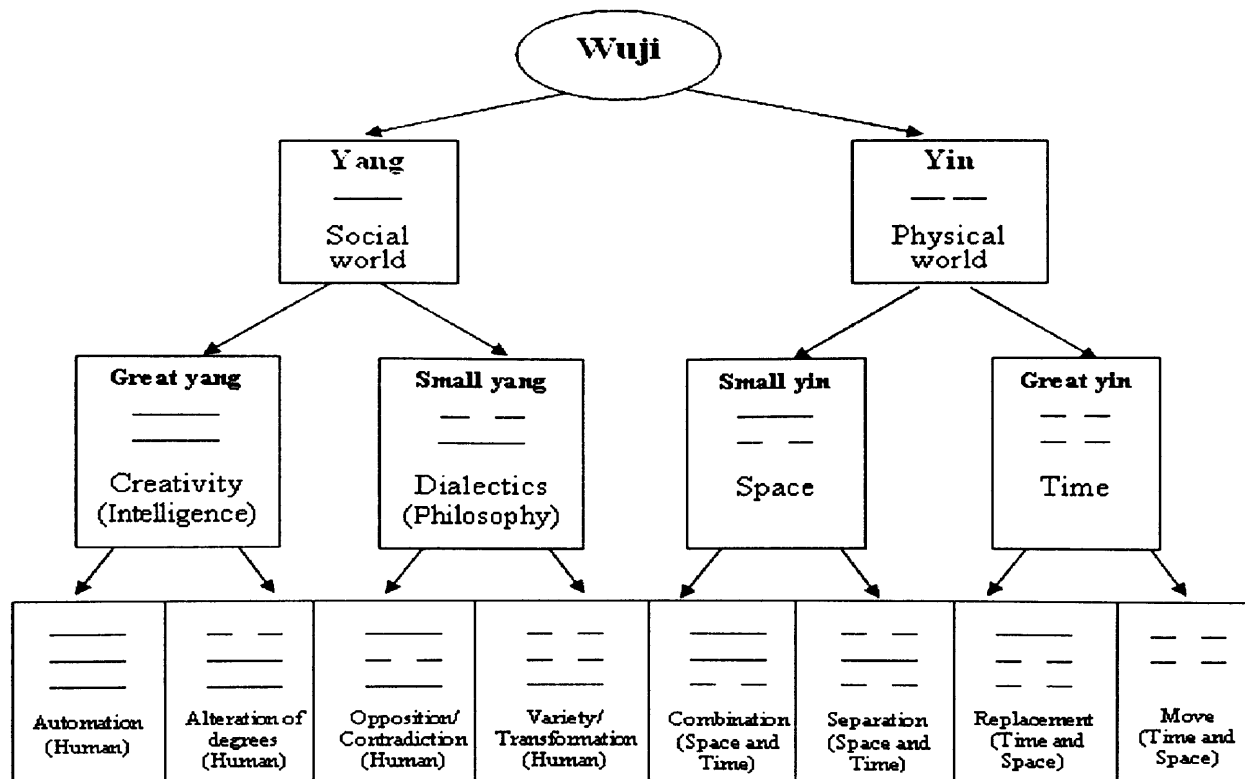 Wuji
Yang
Social
world
Yin
Physical
world
Great yang
Creativity
(Intelligence)
Small yang
Dialectics
(Philosophy)
Small yin
Space
Great yin
Time
Automation
(Human)
Alteration of
degrees
(Human)
Opposition/
Contradiction
(Human)
Variety/
Transformation
(Human)
Combination
(Space and
Time)
Separation
(Space and
Time)
Replacement
(Time and
Space)
Move
(Time and
Space)